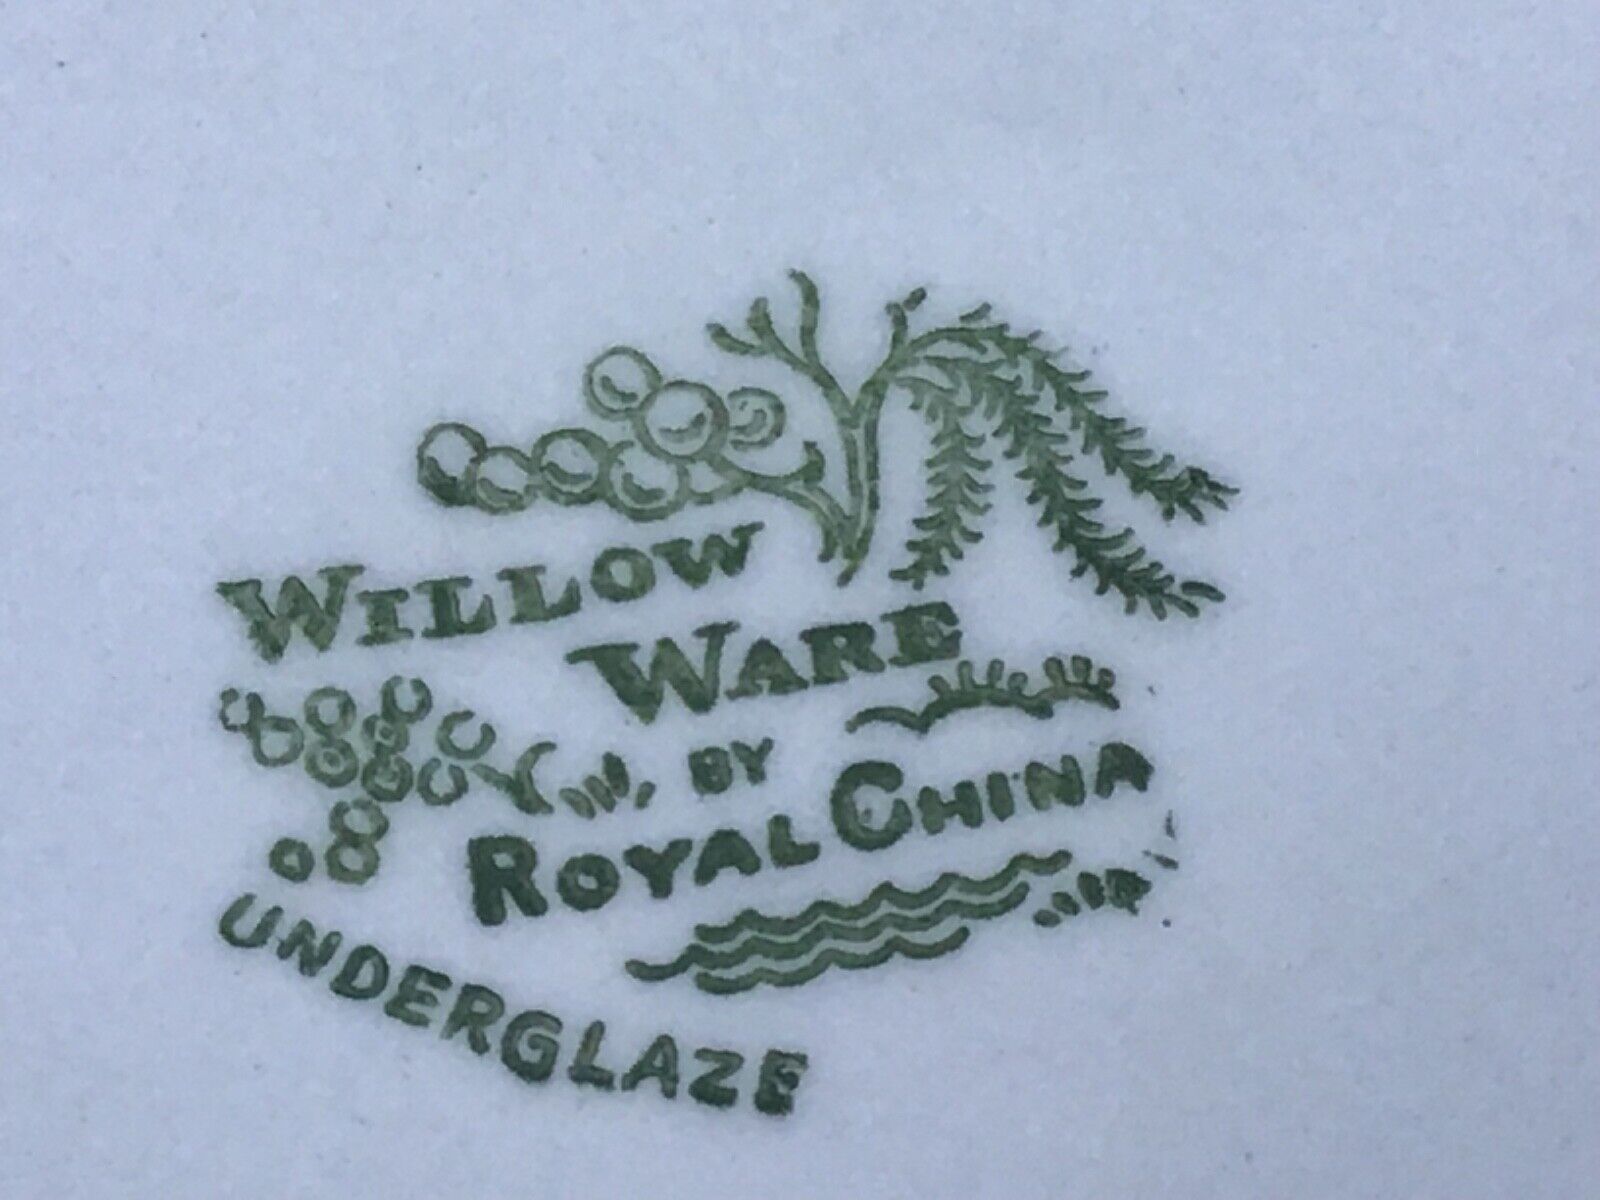 WILLOW
WARE
BY
ROYAL CHINA
UNDERGLAZE